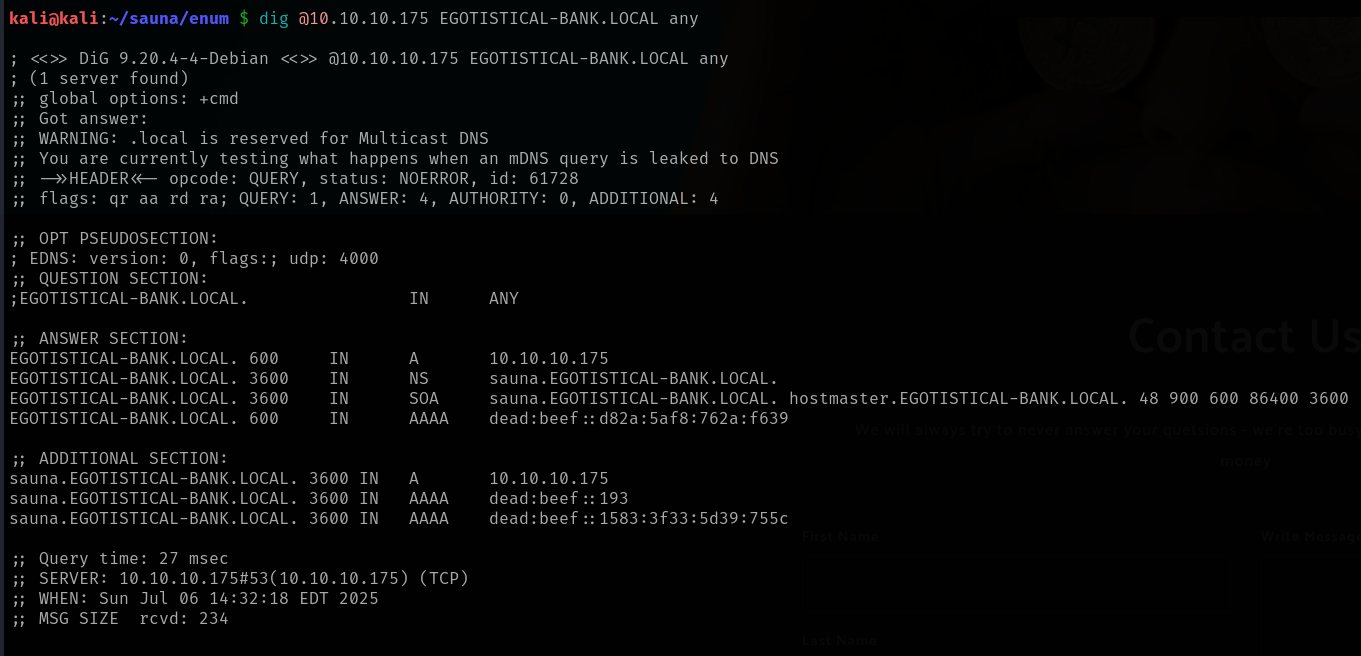 kali@kali:~/sauna/enum $ dig @10.10.10.175 EGOTISTICAL-BANK.LOCAL any
; <<>> DiG 9.20.4-4-Debian <<>> @10.10.10.175 EGOTISTICAL-BANK.LOCAL any
; (1 server found)
;; global options: +cmd
;; Got answer:
;; WARNING: .local is reserved for Multicast DNS
;; You are currently testing what happens when an mDNS query is leaked to DNS
;; ->>HEADER<<- opcode: QUERY, status: NOERROR, id: 61728
;; flags: qr aa rd ra; QUERY: 1, ANSWER: 4, AUTHORITY: 0, ADDITIONAL: 4
;; OPT PSEUDOSECTION:
; EDNS: version: 0, flags:; udp: 4000
;; QUESTION SECTION:
;EGOTISTICAL-BANK.LOCAL. IN ANY
;; ANSWER SECTION:
EGOTISTICAL-BANK.LOCAL. 600 IN A 10.10.10.175
EGOTISTICAL-BANK.LOCAL. 3600 IN NS sauna.EGOTISTICAL-BANK.LOCAL.
EGOTISTICAL-BANK.LOCAL. 3600 IN SOA sauna.EGOTISTICAL-BANK.LOCAL. hostmaster.EGOTISTICAL-BANK.LOCAL. 48 900 600 86400 3600
EGOTISTICAL-BANK.LOCAL. 600 IN AAAA dead:beef::d82a:5af8:762a:f639
;; ADDITIONAL SECTION:
sauna.EGOTISTICAL-BANK.LOCAL. 3600 IN A 10.10.10.175
sauna.EGOTISTICAL-BANK.LOCAL. 3600 IN AAAA dead:beef::193
sauna.EGOTISTICAL-BANK.LOCAL. 3600 IN AAAA dead:beef::1583:3f33:5d39:755c
;; Query time: 27 msec
;; SERVER: 10.10.10.175#53(10.10.10.175) (TCP)
;; WHEN: Sun Jul 06 14:32:18 EDT 2025
;; MSG SIZE rcvd: 234
Contact Us
We will always try to never answer your quetsions - we're too
money
First Name
Write Message
Last Name